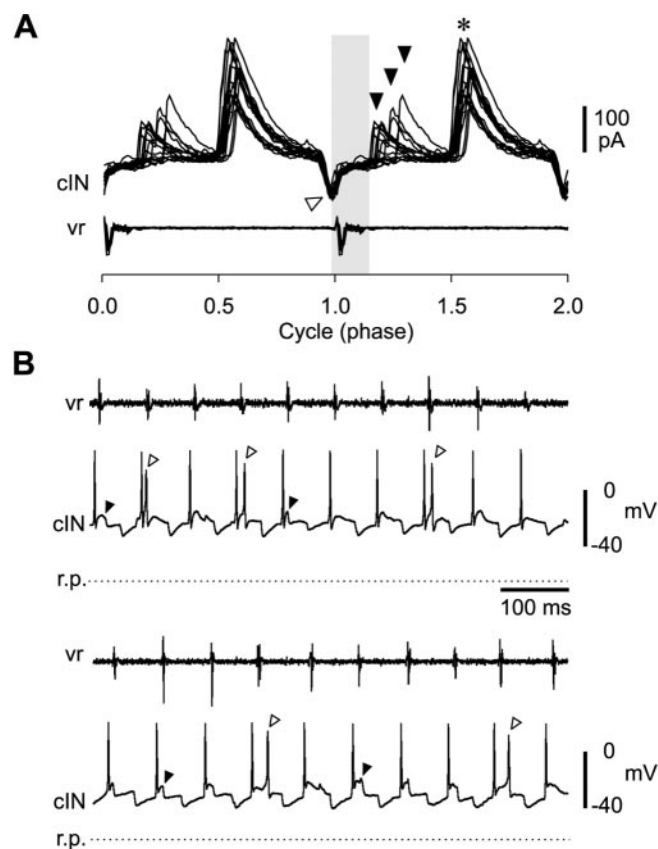 A
*
100
pA
cIN
vr
0.0 0.5 1.0 1.5 2.0
Cycle (phase)
B
vr
cIN
0
mV
-40
r.p.
100 ms
vr
cIN
0
mV
-40
r.p.